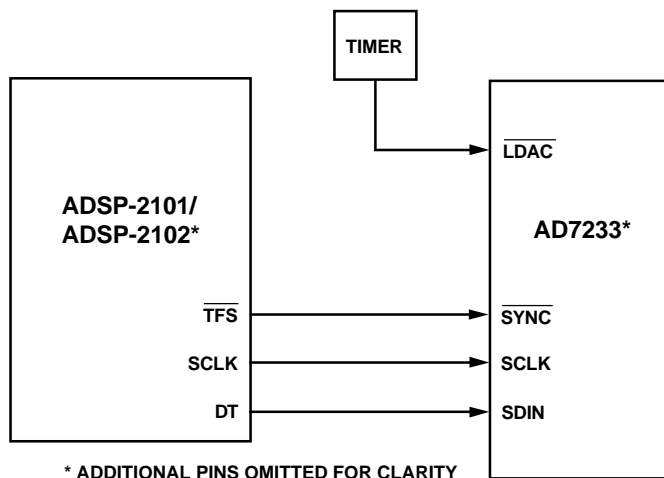 TIMER
LDAC
ADSP-2101/
ADSP-2102*
AD7233*
TFS
SYNC
SCLK
SCLK
DT
SDIN
* ADDITIONAL PINS OMITTED FOR CLARITY